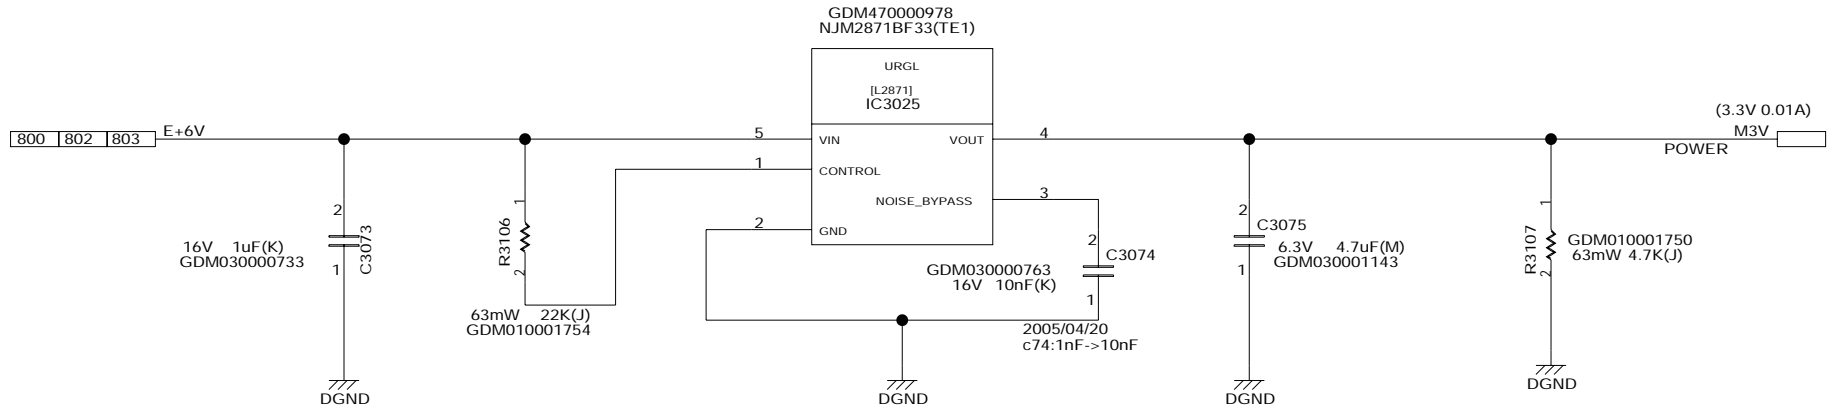 GDM470000978
NJM2871BF33(TE1)
URGL
[L2871]
IC3025
800 802 803 E+6V
5 VIN
VOUT 4
(3.3V 0.01A)
M3V
POWER
1 CONTROL
NOISE_BYPASS 3
2 GND
2
C3073
1
16V 1uF(K)
GDM030000733
1
R3106
2
63mW 22K(J)
GDM010001754
2
C3074
1
GDM030000763
16V 10nF(K)
2005/04/20
c74:1nF->10nF
2
C3075
1
6.3V 4.7uF(M)
GDM030001143
1
R3107
2
GDM010001750
63mW 4.7K(J)
DGND
DGND
DGND
DGND